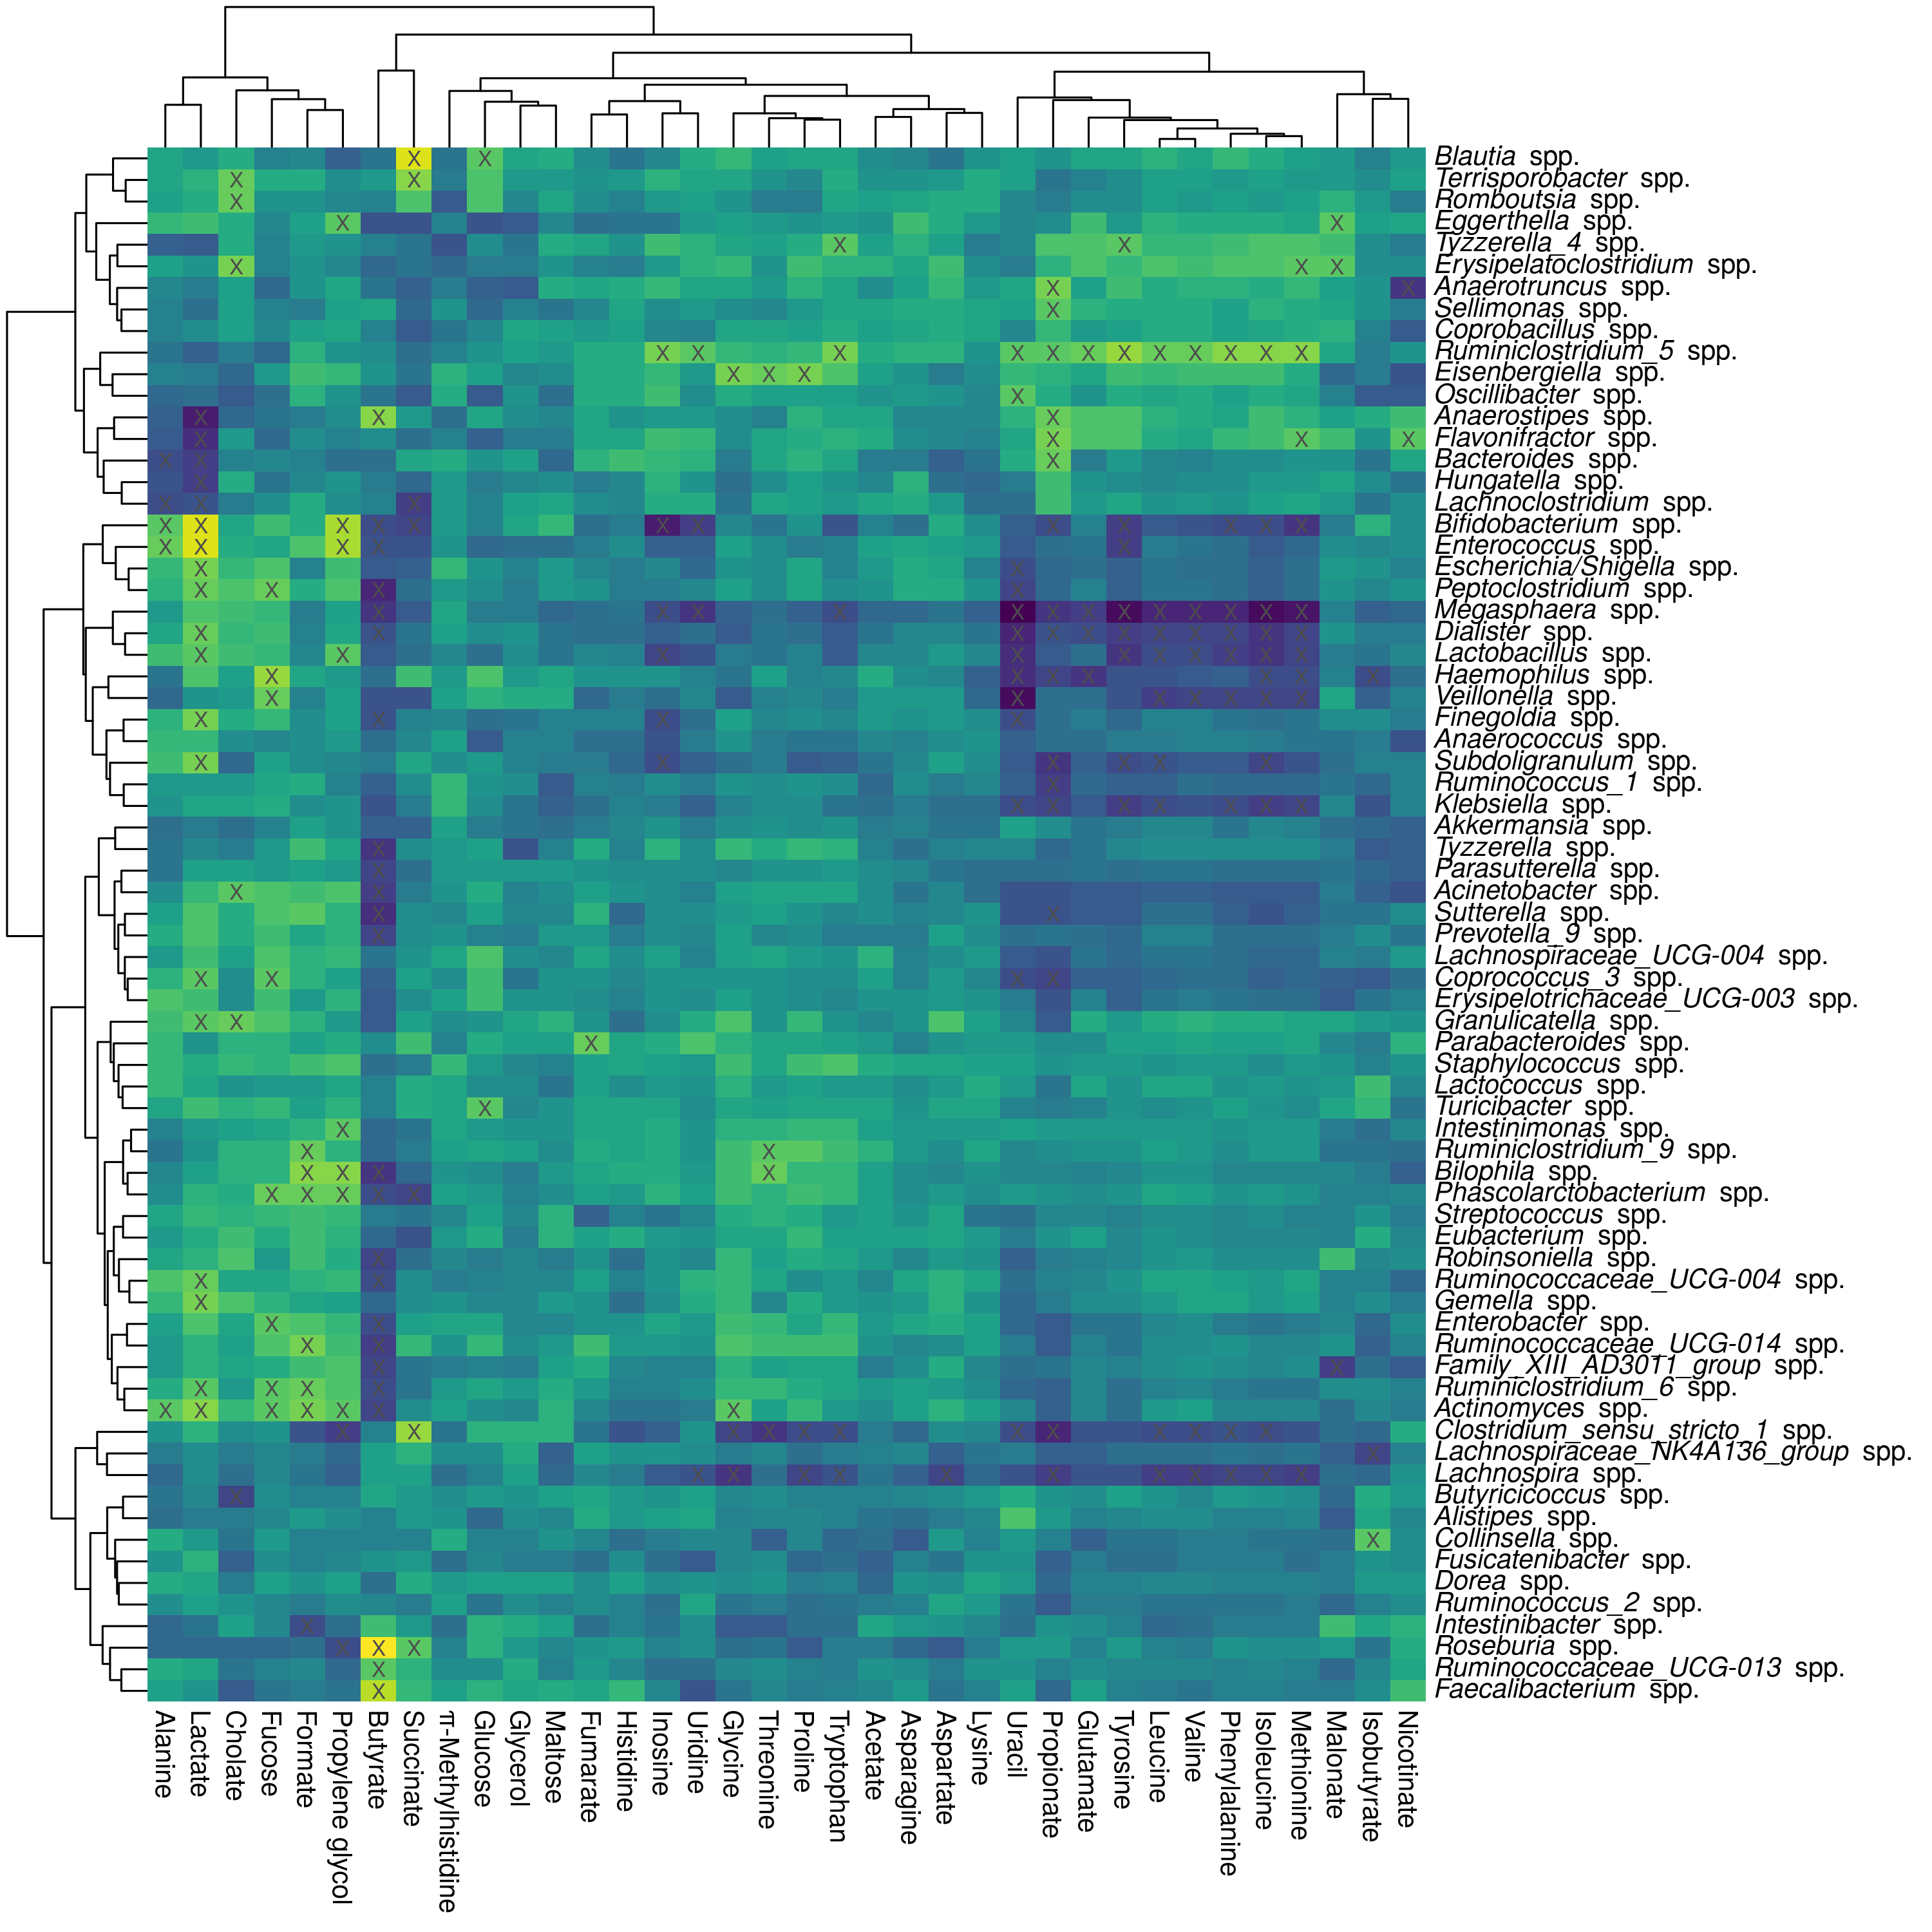 Blautia spp.
Terrisporobacter spp.
Romboutsia spp.
Eggerthella spp.
Tyzzerella_4 spp.
Erysipelatoclostridium spp.
Anaerotruncus spp.
Sellimonas spp.
Coprobacillus spp.
Ruminiclostridium_5 spp.
Eisenbergiella spp.
Oscillibacter spp.
Anaerostipes spp.
Flavonifractor spp.
Bacteroides spp.
Hungatella spp.
Lachnoclostridium spp.
Bifidobacterium spp.
Enterococcus spp.
Escherichia/Shigella spp.
Peptoclostridium spp.
Megasphaera spp.
Dialister spp.
Lactobacillus spp.
Haemophilus spp.
Veillonella spp.
Finegoldia spp.
Anaerococcus spp.
Subdoligranulum spp.
Ruminococcus_1 spp.
Klebsiella spp.
Akkermansia spp.
Tyzzerella spp.
Parasutterella spp.
Acinetobacter spp.
Sutterella spp.
Prevotella_9 spp.
Lachnospiraceae_UCG-004 spp.
Coprococcus_3 spp.
Erysipelotrichaceae_UCG-003 spp.
Granulicatella spp.
Parabacteroides spp.
Staphylococcus spp.
Lactococcus spp.
Turicibacter spp.
Intestinimonas spp.
Ruminiclostridium_9 spp.
Bilophila spp.
Phascolarctobacterium spp.
Streptococcus spp.
Eubacterium spp.
Robinsoniella spp.
Ruminococcaceae_UCG-004 spp.
Gemella spp.
Enterobacter spp.
Ruminococcaceae_UCG-014 spp.
Family_XIII_AD3011_group spp.
Ruminiclostridium_6 spp.
Actinomyces spp.
Clostridium_sensu_stricto_1 spp.
Lachnospiraceae_NK4A136_group spp.
Lachnospira spp.
Butyricicoccus spp.
Alistipes spp.
Collinsella spp.
Fusicatenibacter spp.
Dorea spp.
Ruminococcus_2 spp.
Intestinibacter spp.
Roseburia spp.
Ruminococcaceae_UCG-013 spp.
Faecalibacterium spp.
Alanine
Lactate
Cholate
Fucose
Formate
Propylene glycol
Butyrate
Succinate
π-Methylhistidine
Glucose
Glycerol
Maltose
Fumarate
Histidine
Inosine
Uridine
Glycine
Threonine
Proline
Tryptophan
Acetate
Asparagine
Aspartate
Lysine
Uracil
Propionate
Glutamate
Tyrosine
Leucine
Valine
Phenylalanine
Isoleucine
Methionine
Malonate
Isobutyrate
Nicotinate